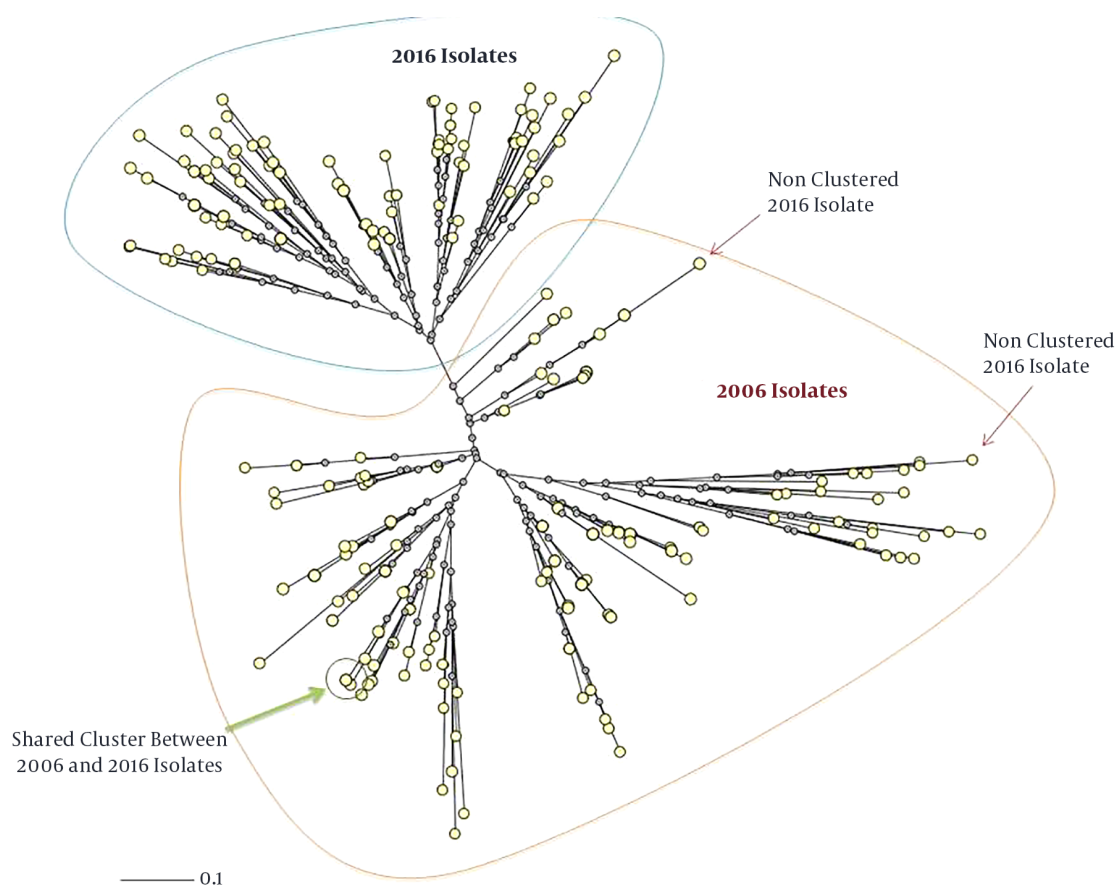 2016 Isolates
Non Clustered
2016 Isolate
Non Clustered
2016 Isolate
2006 Isolates
Shared Cluster Between
2006 and 2016 Isolates
0.1